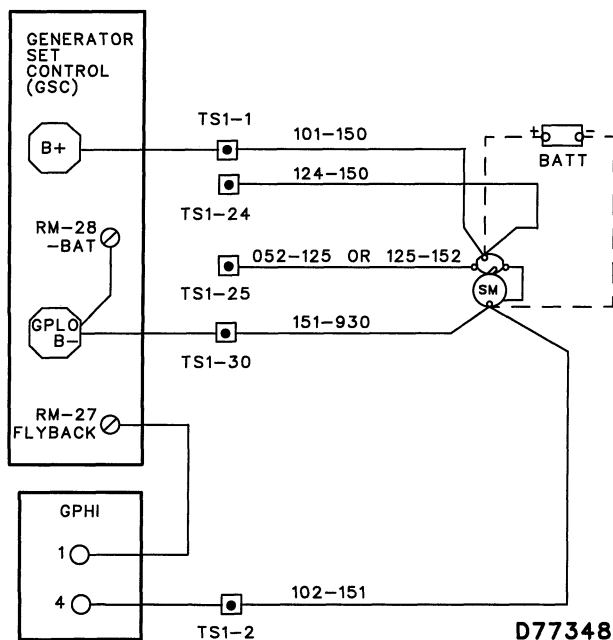 GENERATOR
SET
CONTROL
(GSC)
B+
TS1-1
101-150
+ -
BATT
124-150
TS1-24
RM-28
-BAT
052-125 OR 125-152
TS1-25
SM
GPLO
B-
151-930
TS1-30
RM-27
FLYBACK
GPHI
1
4
102-151
TS1-2
D77348